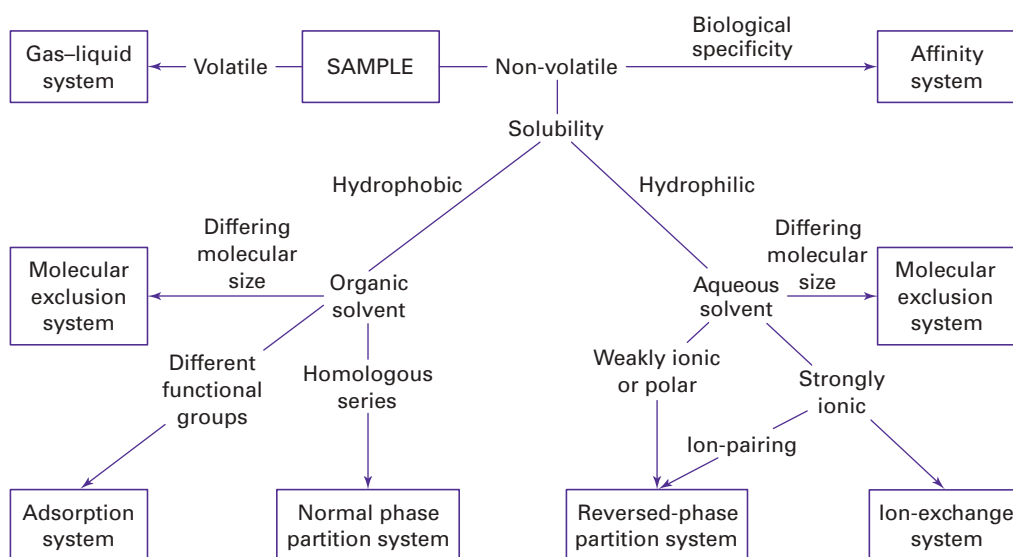 Gas–liquid
system
Volatile
SAMPLE
Non-volatile
Biological
specificity
Affinity
system
Solubility
Hydrophobic
Hydrophilic
Differing
molecular
size
Molecular
exclusion
system
Organic
solvent
Aqueous
solvent
Differing
molecular
size
Molecular
exclusion
system
Different
functional
groups
Homologous
series
Weakly ionic
or polar
Strongly
ionic
Ion-pairing
Adsorption
system
Normal phase
partition system
Reversed-phase
partition system
Ion-exchange
system